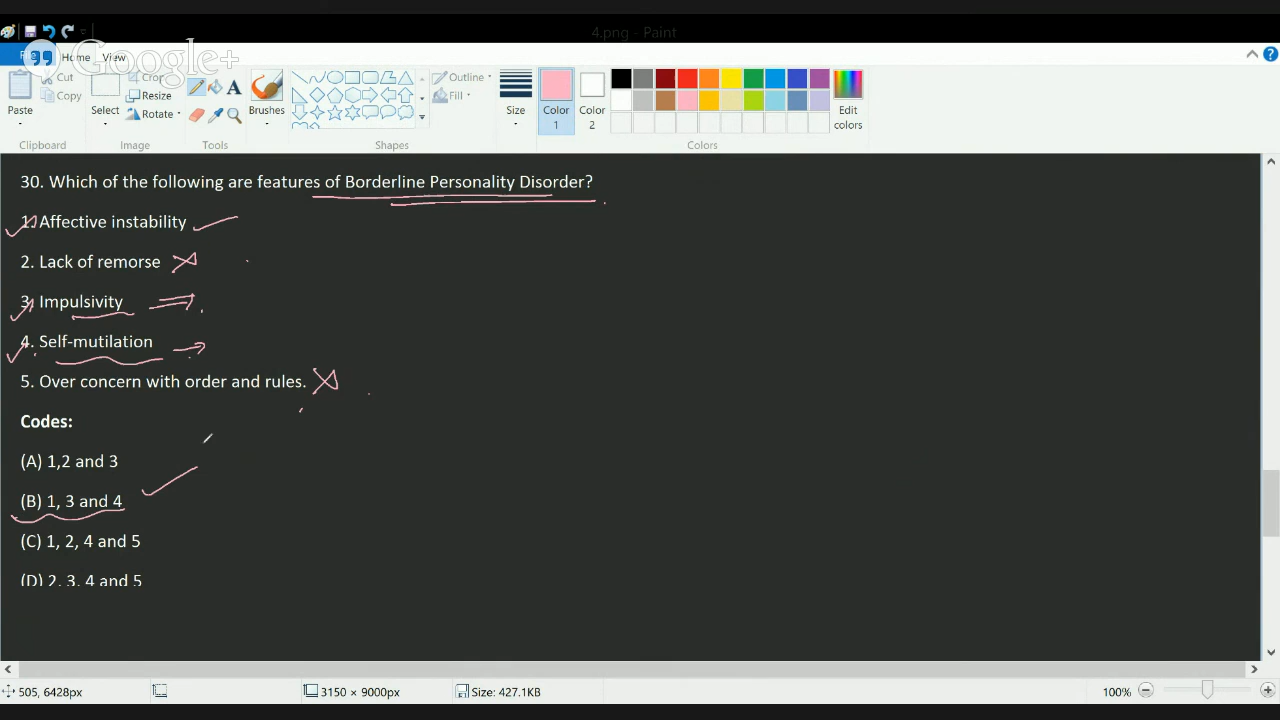 4.png - Paint
File Home View
Google+
Paste
Cut
Copy
Clipboard
Select
Crop
Resize
Rotate
Image
Tools
Brushes
Outline
Fill
Shapes
Size
Color 1
Color 2
Edit colors
Colors
30. Which of the following are features of Borderline Personality Disorder?
1. Affective instability
2. Lack of remorse
3. Impulsivity
4. Self-mutilation
5. Over concern with order and rules.
Codes:
(A) 1,2 and 3
(B) 1, 3 and 4
(C) 1, 2, 4 and 5
(D) 2, 3, 4 and 5
505, 6428px
3150 × 9000px
Size: 427.1KB
100%